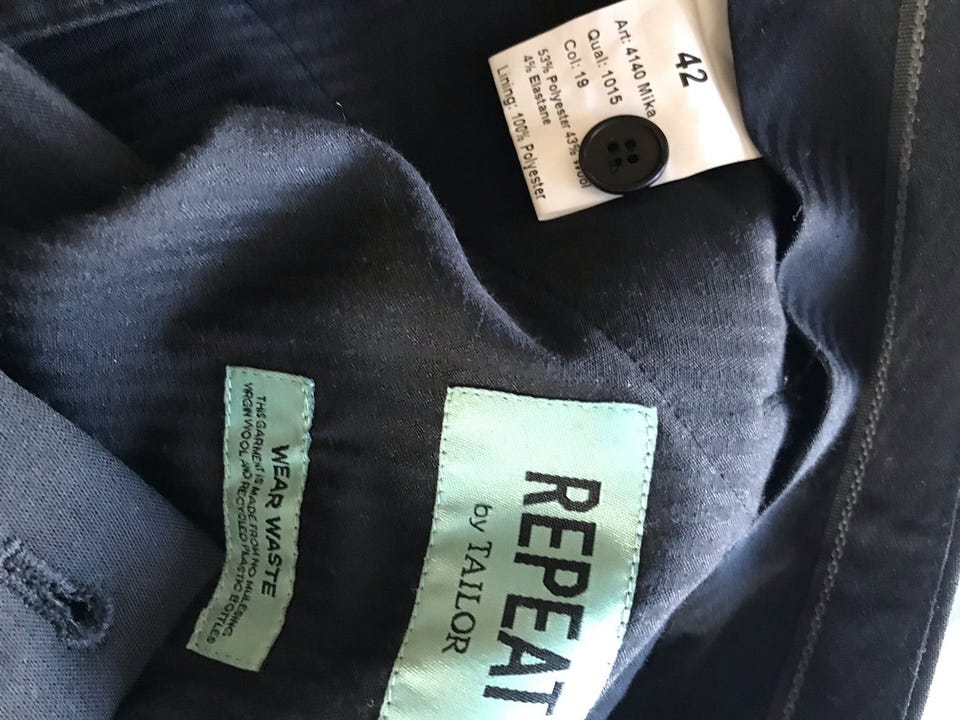 42
Art: 4140 Mika
Qual: 1015
Col: 19
53% Polyester 43% Wool
4% Elastane
Lining: 100% Polyester
WEAR WASTE
THIS GARMENT IS MADE FROM NO MULESING
VIRGIN WOOL AND RECYCLED PLASTIC BOTTLES
REPEAT
by TAILOR